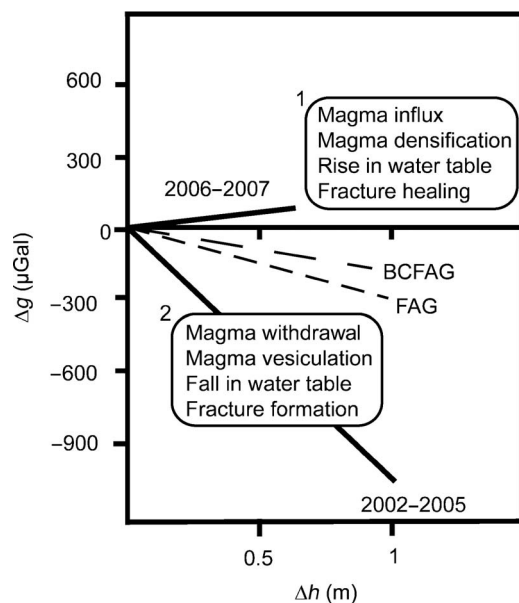 600
1
Magma influx
Magma densification
Rise in water table
Fracture healing
2006–2007
300
0
BCFAG
FAG
−300
2
Magma withdrawal
Magma vesiculation
Fall in water table
Fracture formation
−600
−900
2002–2005
0.5
1
Δg (μGal)
Δh (m)